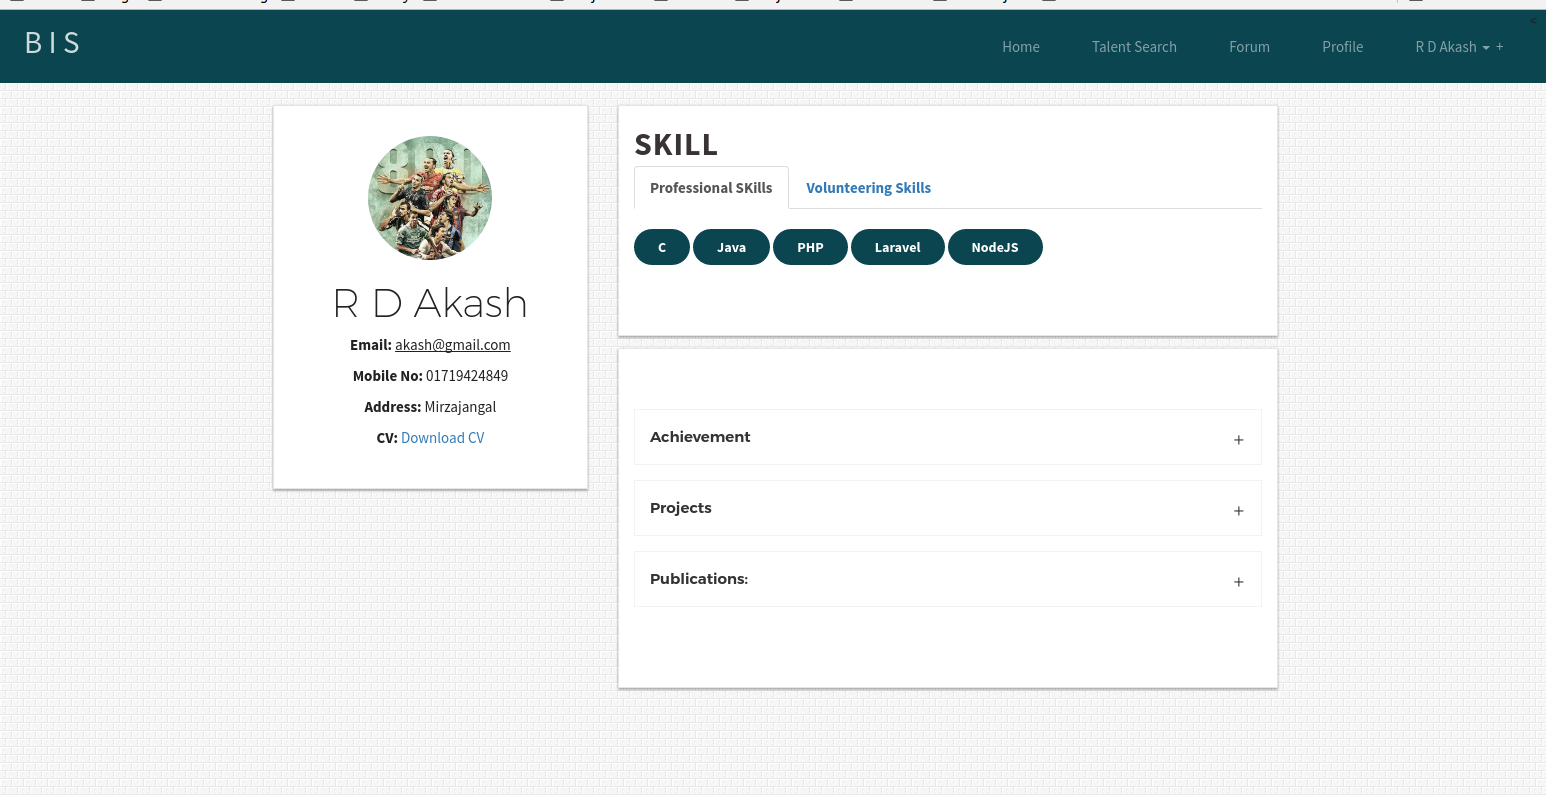 BIS
Home Talent Search Forum Profile R D Akash +
<
R D Akash
Email: akash@gmail.com
Mobile No: 01719424849
Address: Mirzajangal
CV: Download CV
SKILL
Professional SKills Volunteering Skills
C Java PHP Laravel NodeJS
Achievement +
Projects +
Publications: +